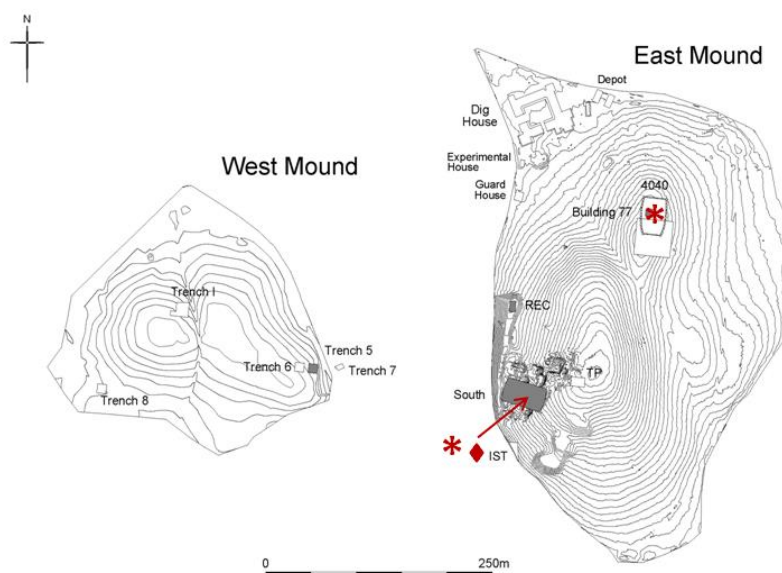 N
East Mound
Depot
Dig
House
Experimental
House
Guard
House
4040
Building 77
West Mound
Trench I
REC
Trench 5
Trench 6
Trench 7
Trench 8
TP
South
IST
0
250m